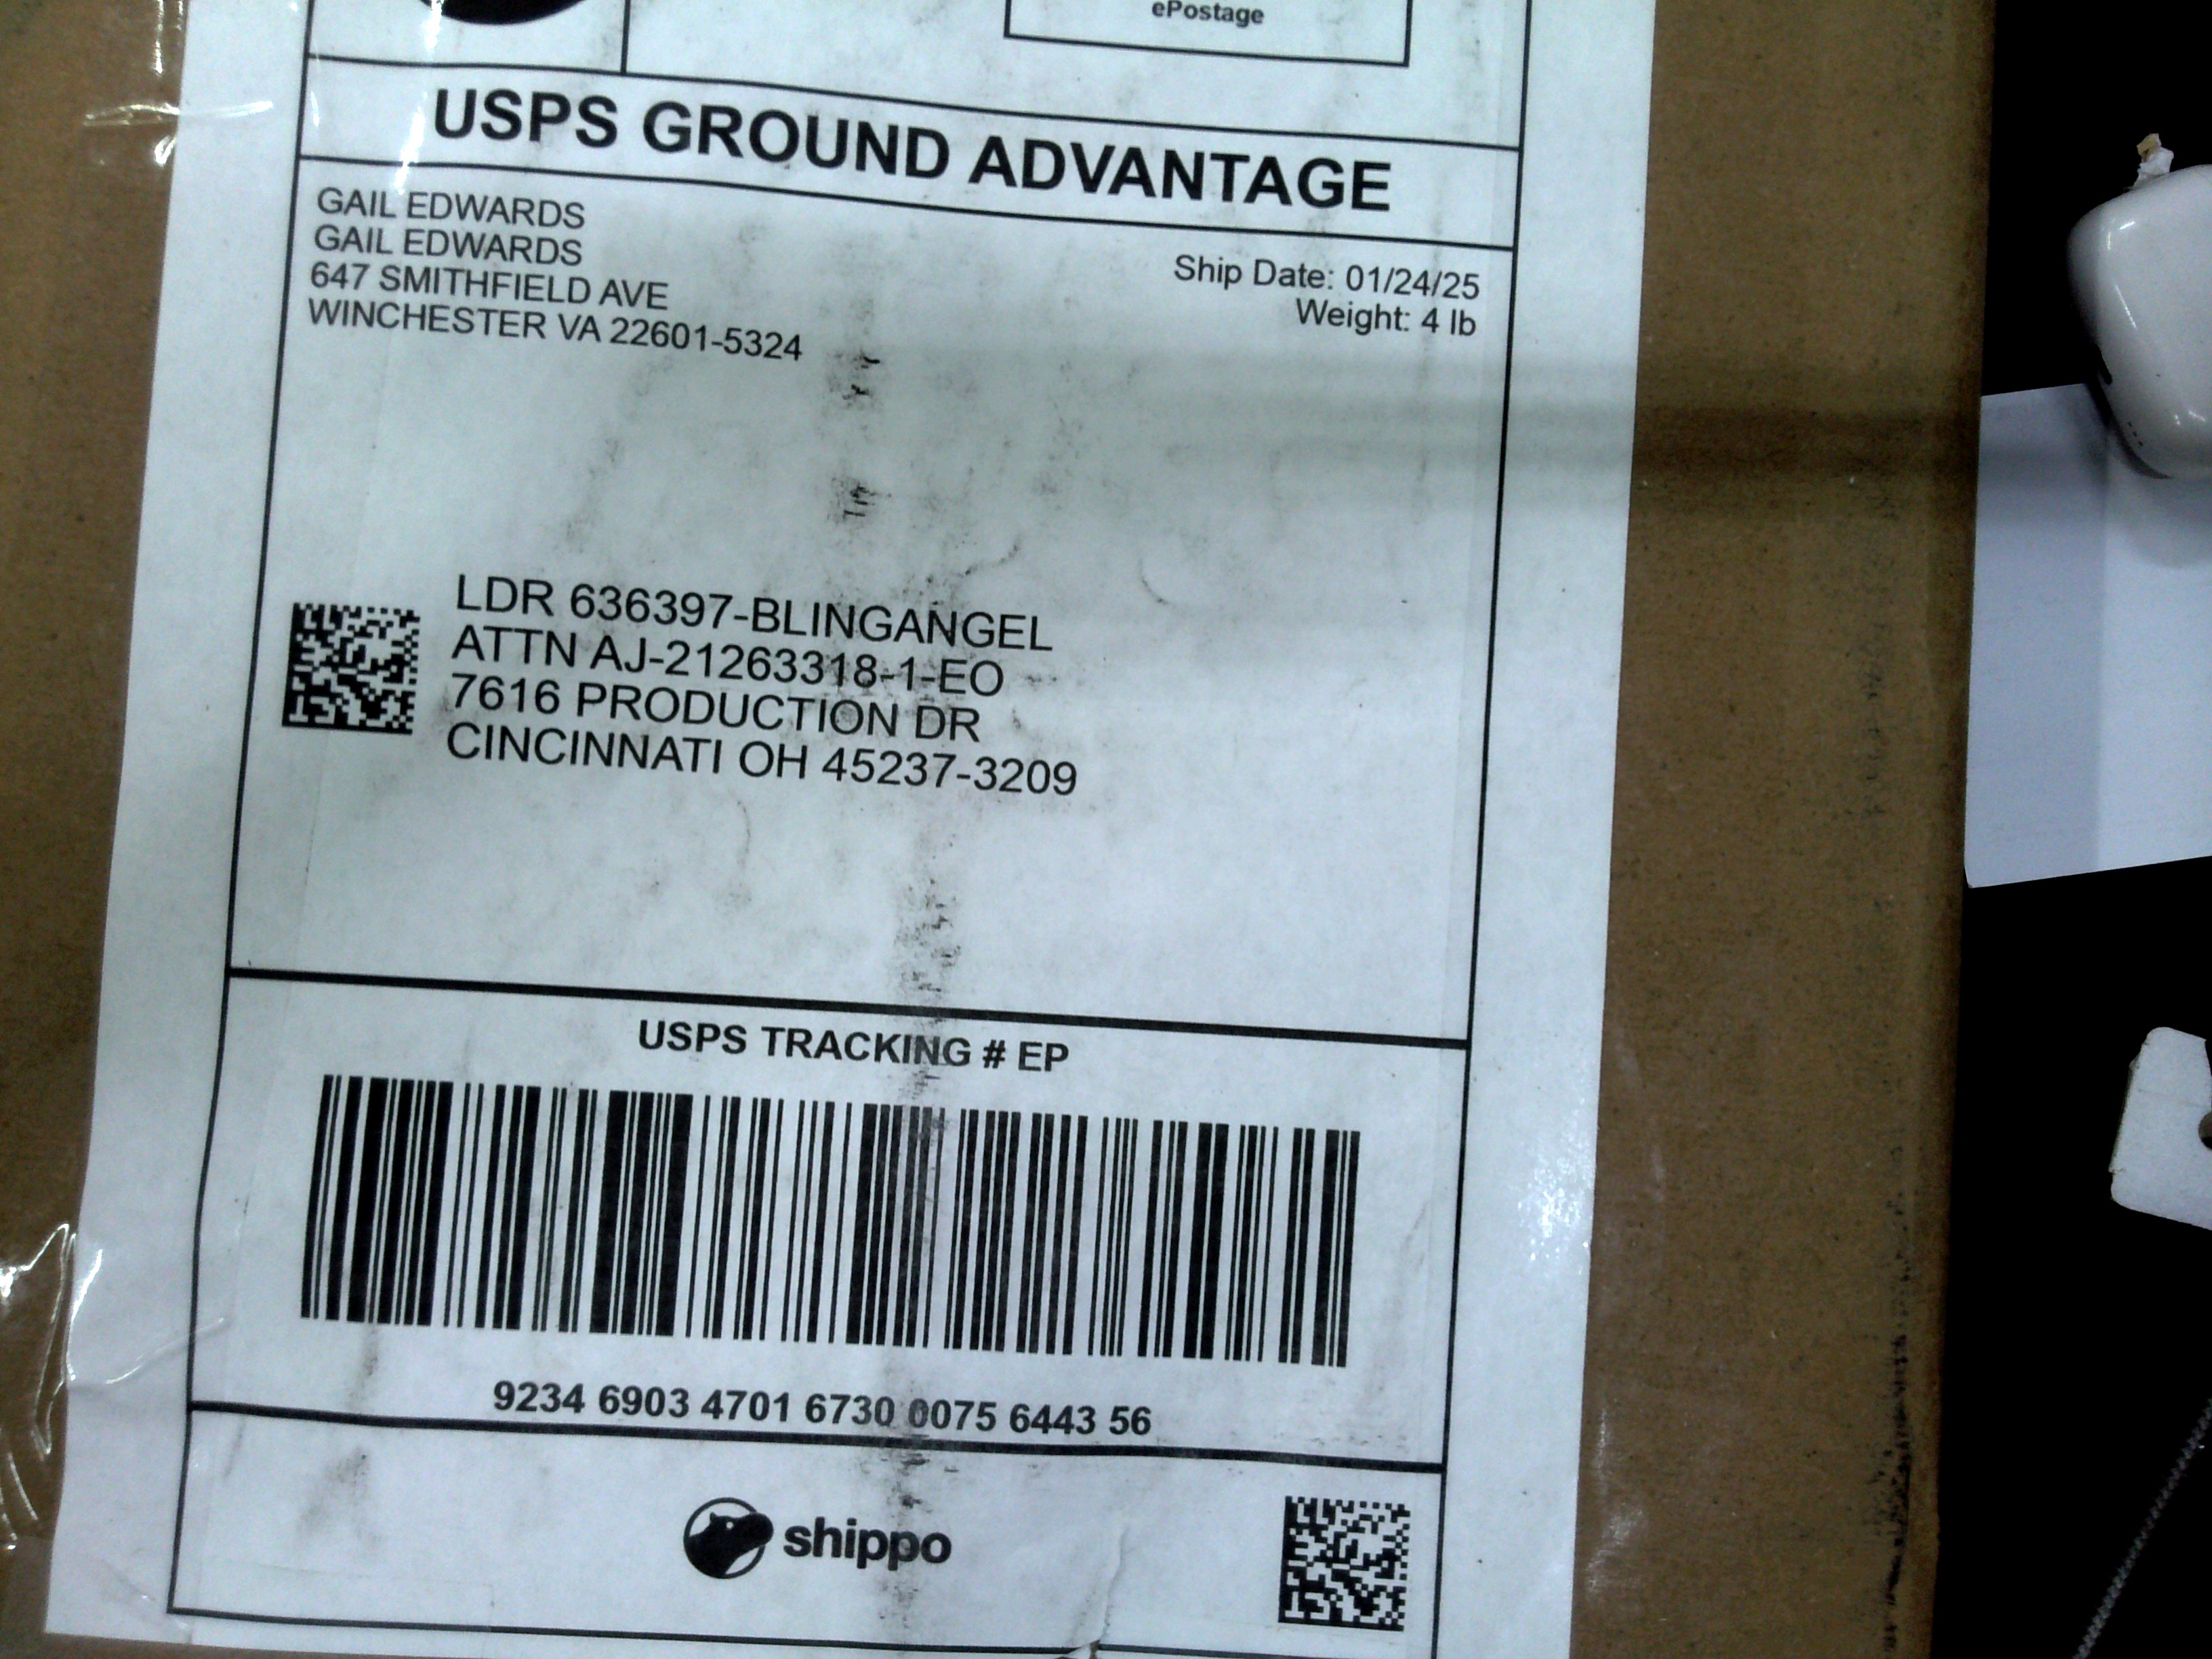 ePostage
USPS GROUND ADVANTAGE
GAIL EDWARDS
GAIL EDWARDS
647 SMITHFIELD AVE
WINCHESTER VA 22601-5324
Ship Date: 01/24/25
Weight: 4 lb
LDR 636397-BLINGANGEL
ATTN AJ-21263318-1-EO
7616 PRODUCTION DR
CINCINNATI OH 45237-3209
USPS TRACKING # EP
9234 6903 4701 6730 0075 6443 56
shippo